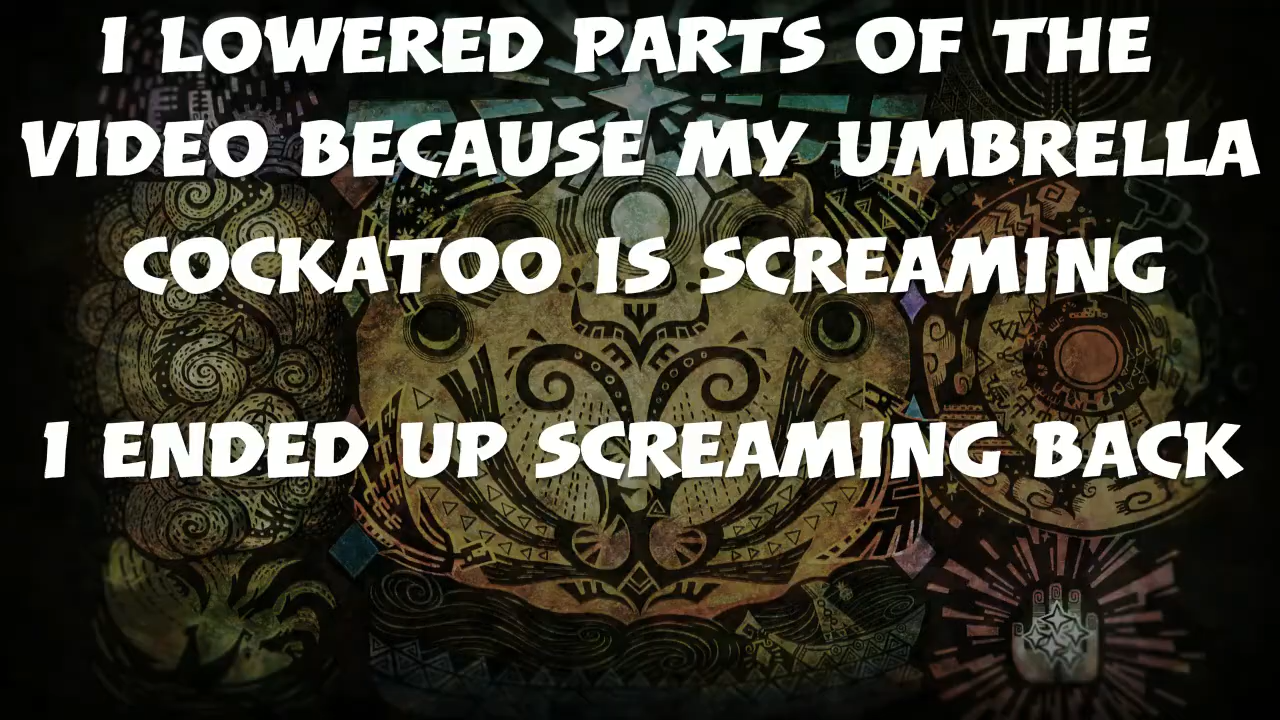 I LOWERED PARTS OF THE
VIDEO BECAUSE MY UMBRELLA
COCKATOO IS SCREAMING
I ENDED UP SCREAMING BACK